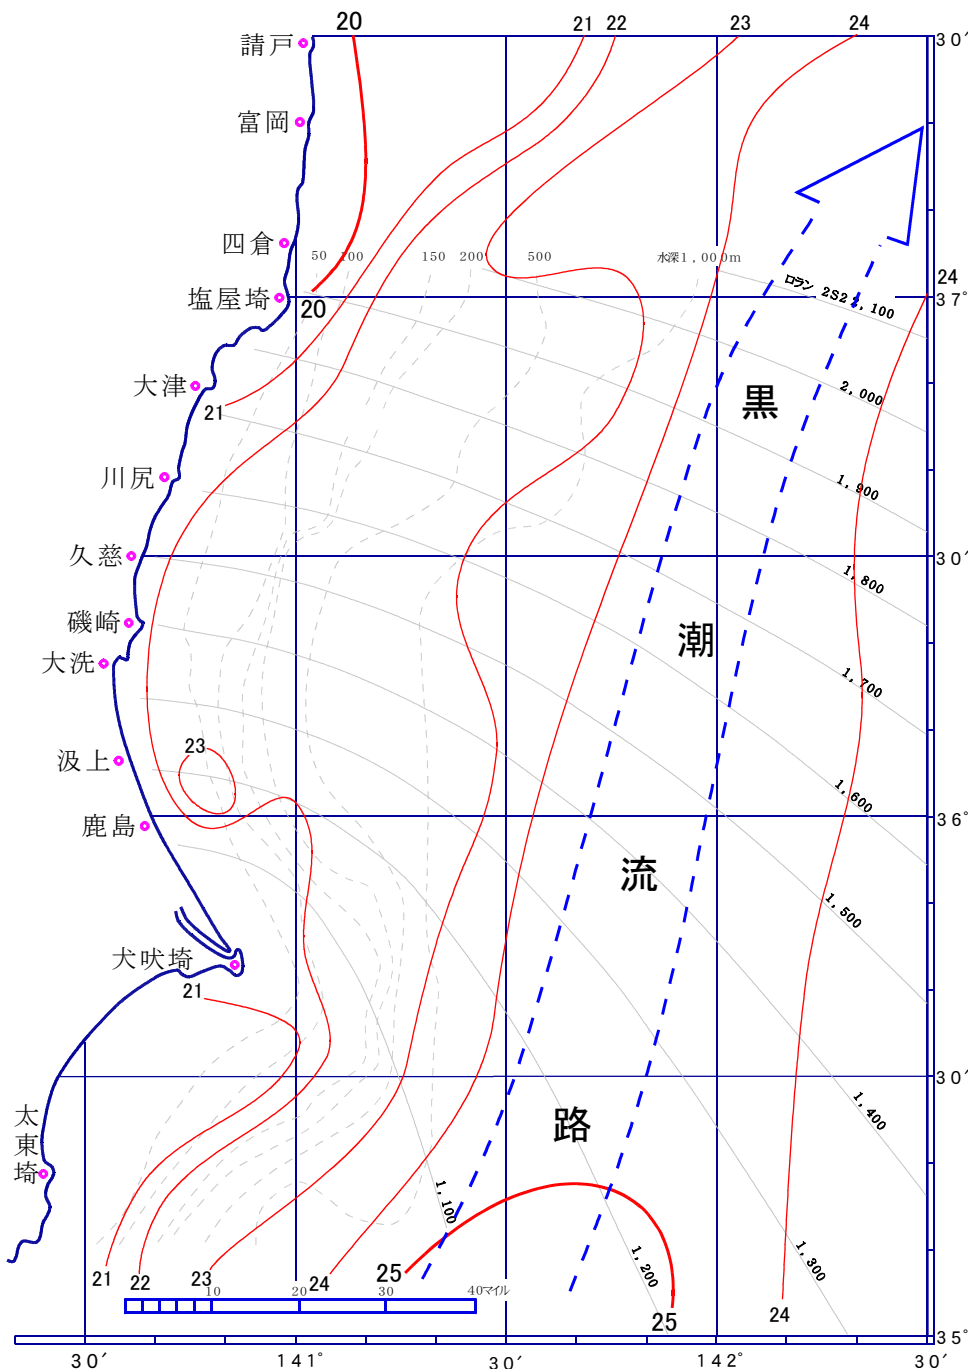 20 21 22 23 24
請戸 30′
富岡
四倉
50 100 150 200 500 水深1,000m
塩屋埼 20 ロラン 2S2 2,100 24 37°
大津 2,000
21
黒
川尻 1,900
久慈 30′
1,800
磯崎
潮
大洗 1,700
23
汲上
1,600
鹿島 36°
流
1,500
犬吠埼
21
30′
1,400
太東埼
路
1,100
1,200
1,300
21 22 23 24 25
25 24
10 20 30 40マイル
35°
30′ 141° 30′ 142° 30′